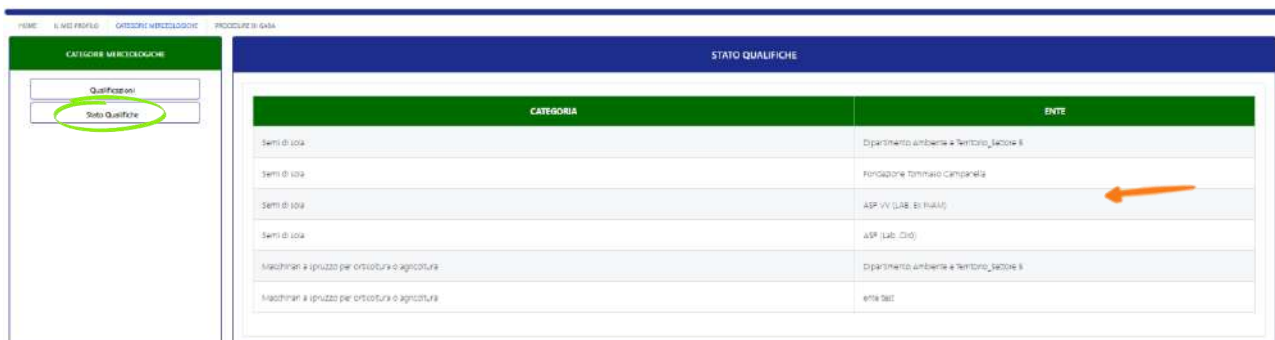 HOME IL MIO PROFILO CATEGORIE MERCEOLOGICHE PROCEDURE DI GARA
CATEGORIE MERCEOLOGICHE
Qualificazioni
Stato Qualifiche
STATO QUALIFICHE
CATEGORIA ENTE
Semi di soia Dipartimento Ambiente e Territorio_Settore 8
Semi di soia Fondazione Tommaso Campanella
Semi di soia ASP VV (LAB. EX INAM)
Semi di soia ASP (Lab. Cirò)
Macchinari a spruzzo per orticoltura o agricoltura Dipartimento Ambiente e Territorio_Settore 8
Macchinari a spruzzo per orticoltura o agricoltura ente test